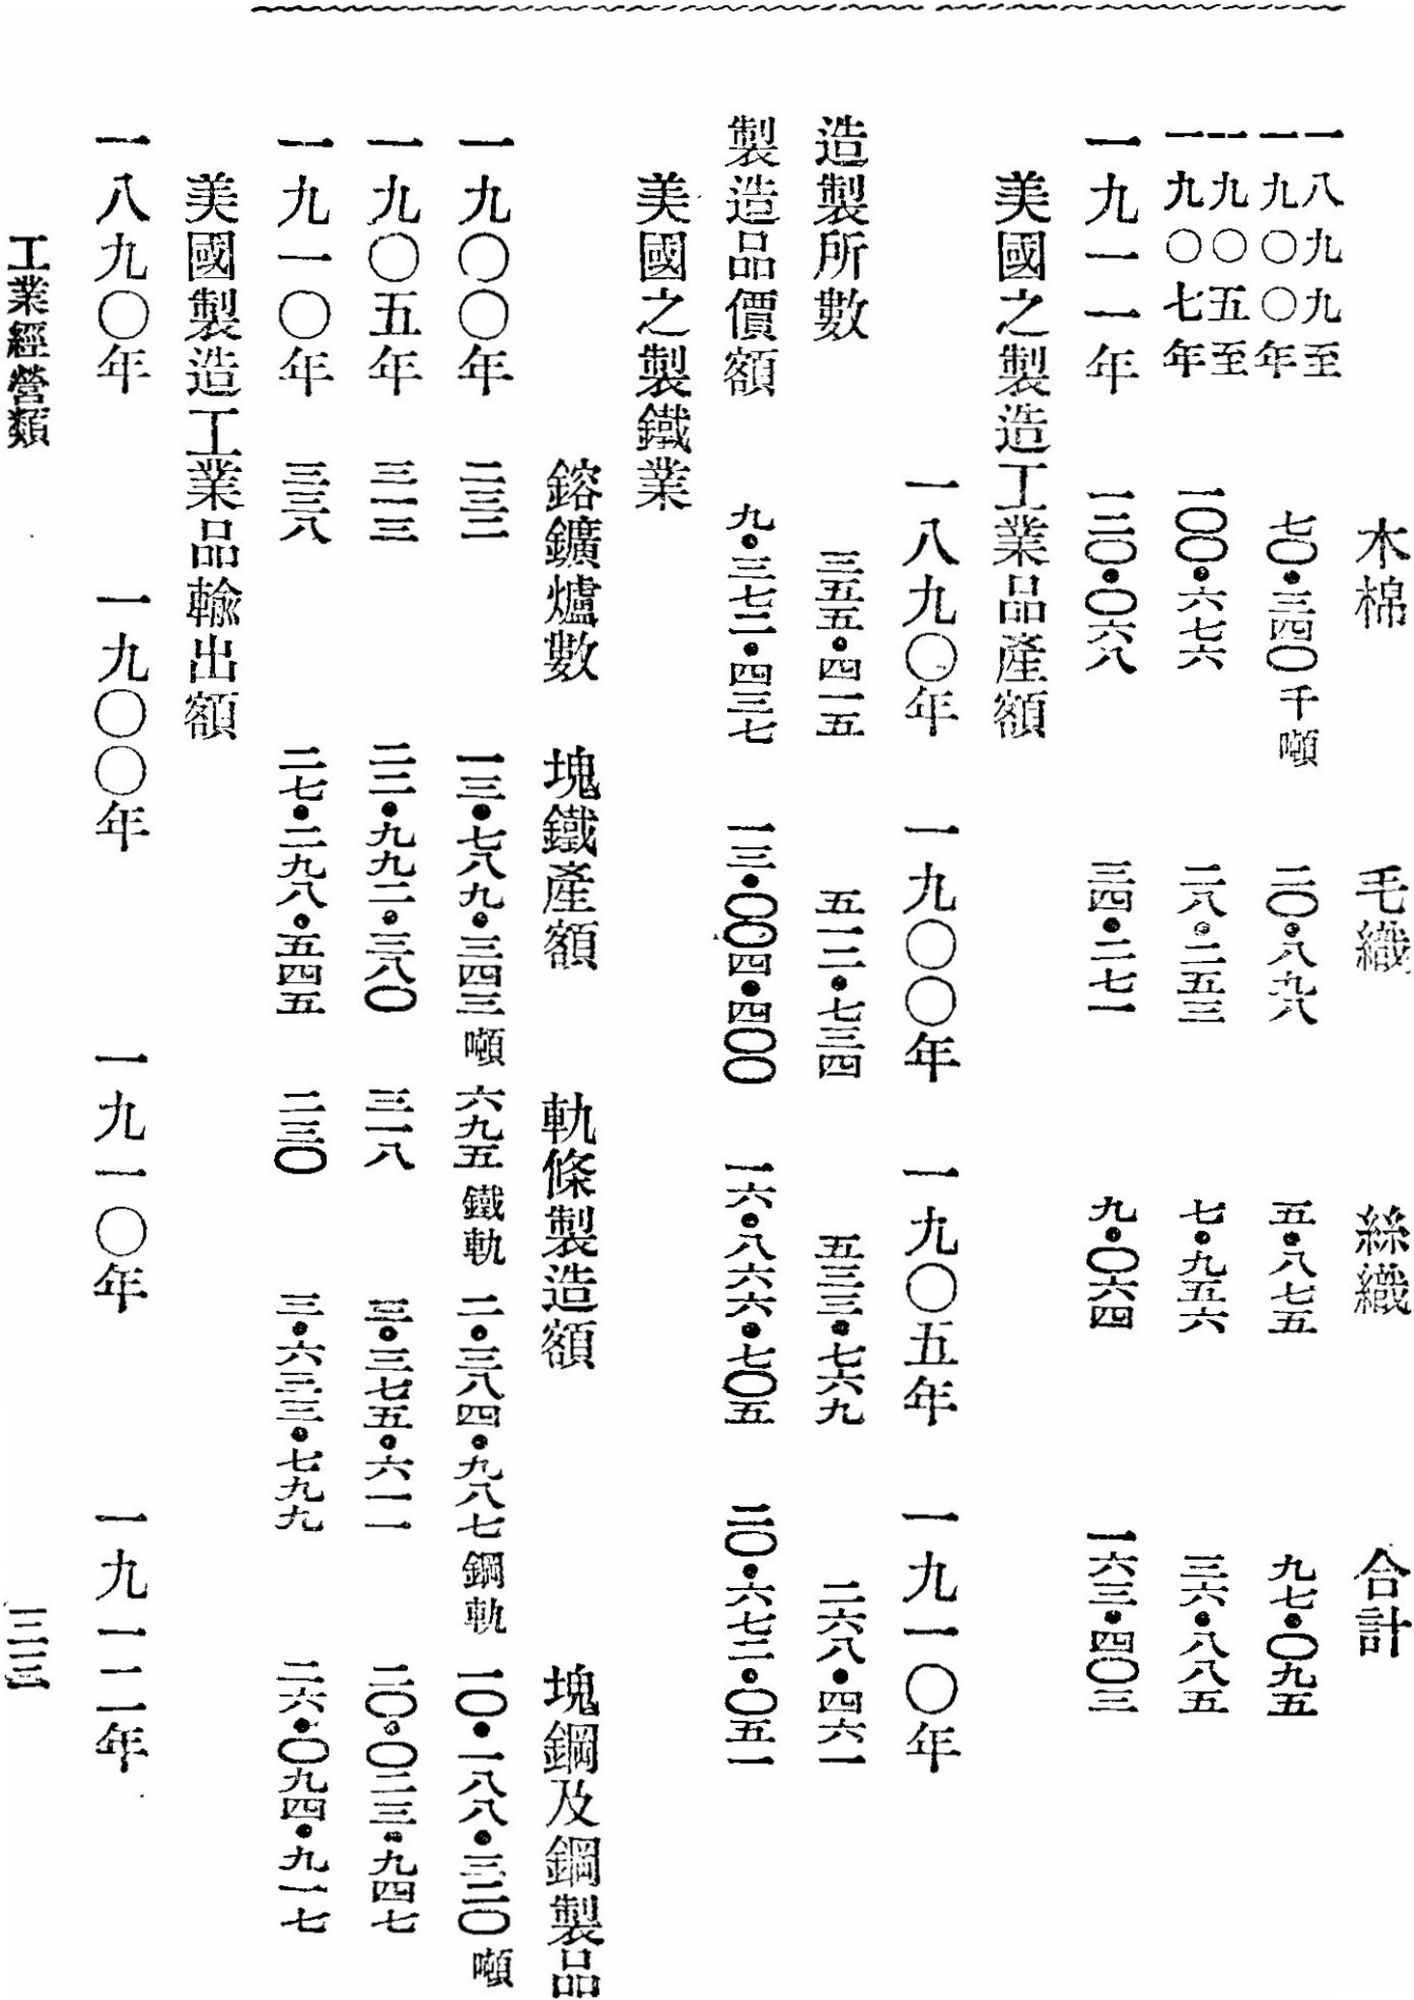 木棉　毛織　絲織　合計
一八九九至一九〇〇年　七〇•三四〇千噸　二〇•八九八　五•八七五　九七•〇九五
一九〇五至一九〇七年　一〇〇•六七六　二八•二五三　七•九五六　三六•八八五
一九一一年　一二〇•〇六八　三四•二七一　九•〇六四　一六三•四〇三
美國之製造工業品產額
一八九〇年　一九〇〇年　一九〇五年　一九一〇年
造製所數　三五五•四一五　五一二•七三四　五三三•七六九　二六八•四六一
製造品價額　九•三七二•四三七　一三•〇〇四•四〇〇　一六•八六六•七〇五　二〇•六七二•〇五一
美國之製鐵業
鎔鑛爐數　塊鐵產額　軌條製造額　塊鋼及鋼製品
一九〇〇年　二三二　一三•七八九•三四三噸　六九五鐵軌　二•三八四•九八七鋼軌　一〇•一八八•三二〇噸
一九〇五年　三一三　二二•九九二•三八〇　三一八　三•三七五•六一一　二〇•〇二三•九四七
一九一〇年　三三八　二七•二九八•五四五　二三〇　三•六三三•七九九　二六•〇九四•九一七
美國製造工業品輸出額
一八九〇年　一九〇〇年　一九一〇年　一九一二年
工業經營類　三三